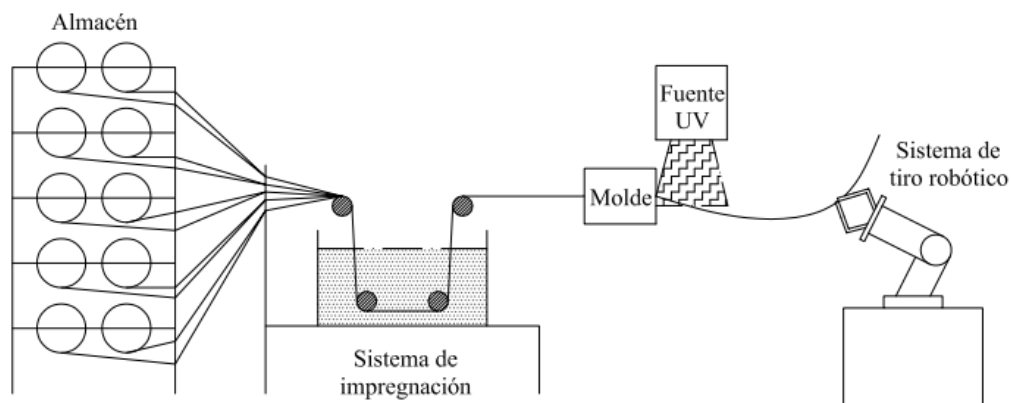 Almacén
Fuente
UV
Sistema de
tiro robótico
Molde
Sistema de
impregnación